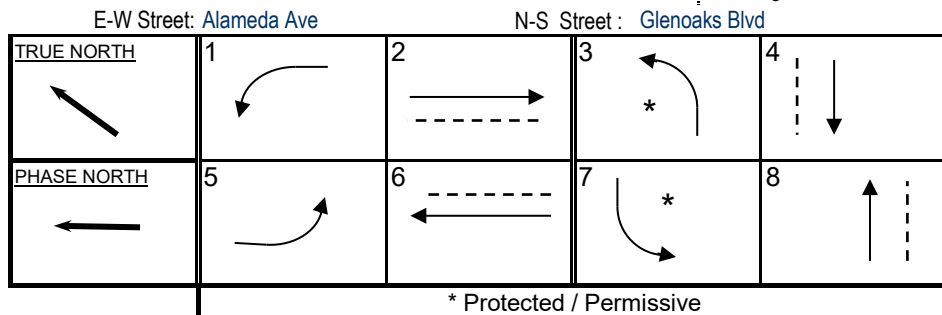 E-W Street: Alameda Ave N-S Street : Glenoaks Blvd
TRUE NORTH 1 2 3 4
*
PHASE NORTH 5 6 7 8
*
* Protected / Permissive